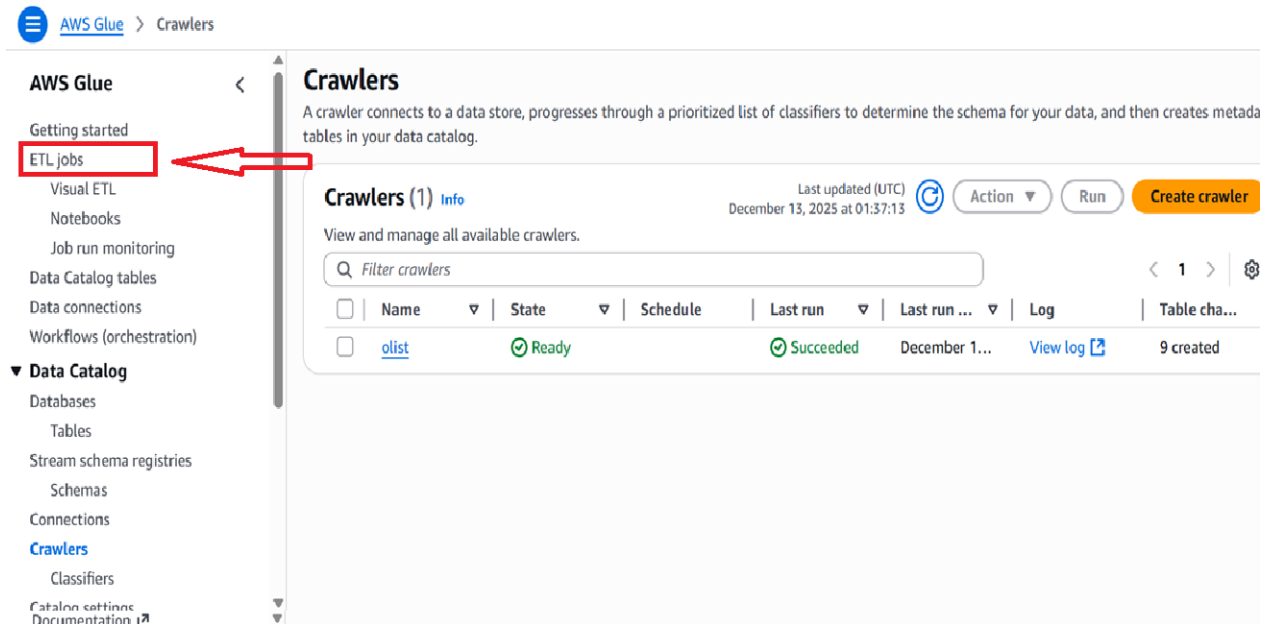 AWS Glue > Crawlers
AWS Glue
Getting started
ETL jobs
Visual ETL
Notebooks
Job run monitoring
Data Catalog tables
Data connections
Workflows (orchestration)
Data Catalog
Databases
Tables
Stream schema registries
Schemas
Connections
Crawlers
Classifiers
Catalog settings
Documentation
Crawlers
A crawler connects to a data store, progresses through a prioritized list of classifiers to determine the schema for your data, and then creates metada
tables in your data catalog.
Crawlers (1) Info
Last updated (UTC)
December 13, 2025 at 01:37:13
Action
Run
Create crawler
View and manage all available crawlers.
Filter crawlers
1
Name State Schedule Last run Last run ... Log Table cha...
olist Ready Succeeded December 1... View log 9 created